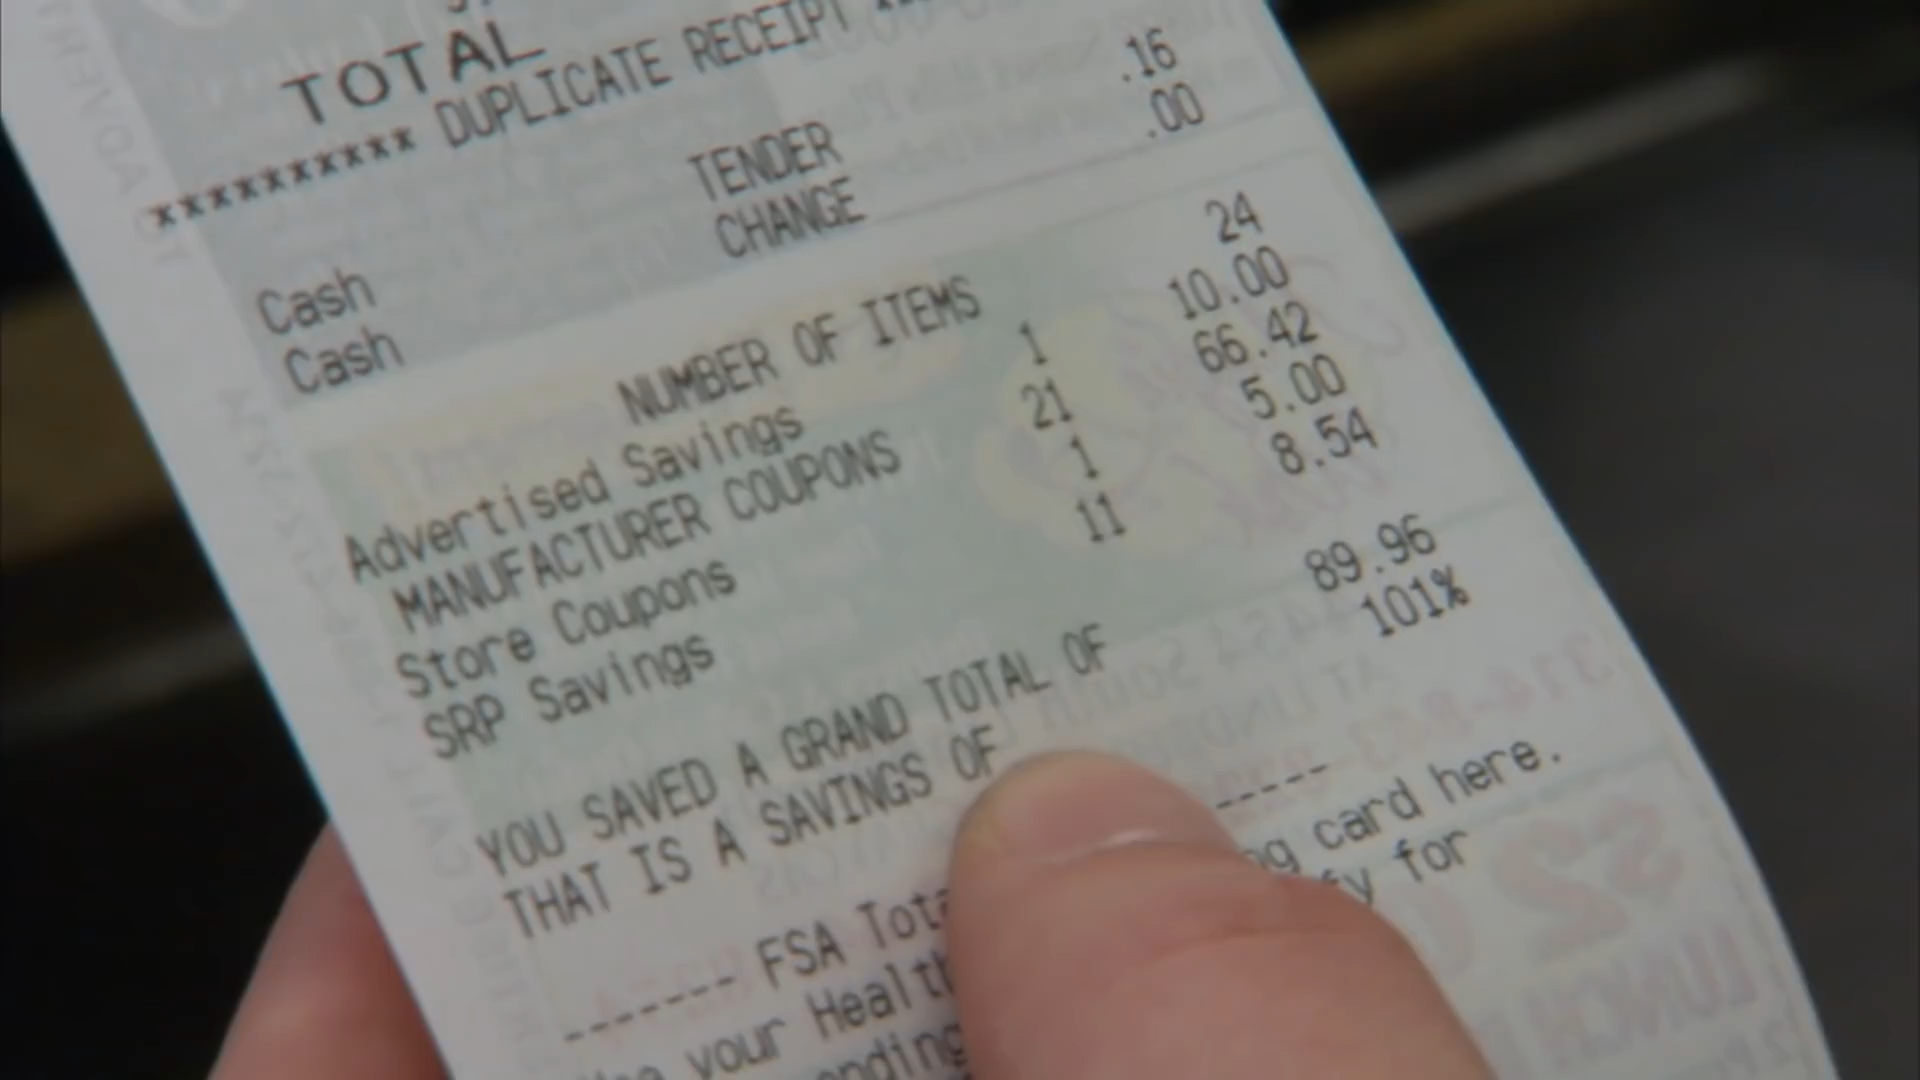 TOTAL
********** DUPLICATE RECEIPT
Cash TENDER .16
Cash CHANGE .00
NUMBER OF ITEMS 24
Advertised Savings 1 10.00
MANUFACTURER COUPONS 21 66.42
Store Coupons 1 5.00
SRP Savings 11 8.54
YOU SAVED A GRAND TOTAL OF 89.96
THAT IS A SAVINGS OF 101%
------ FSA -----
your card here.
for